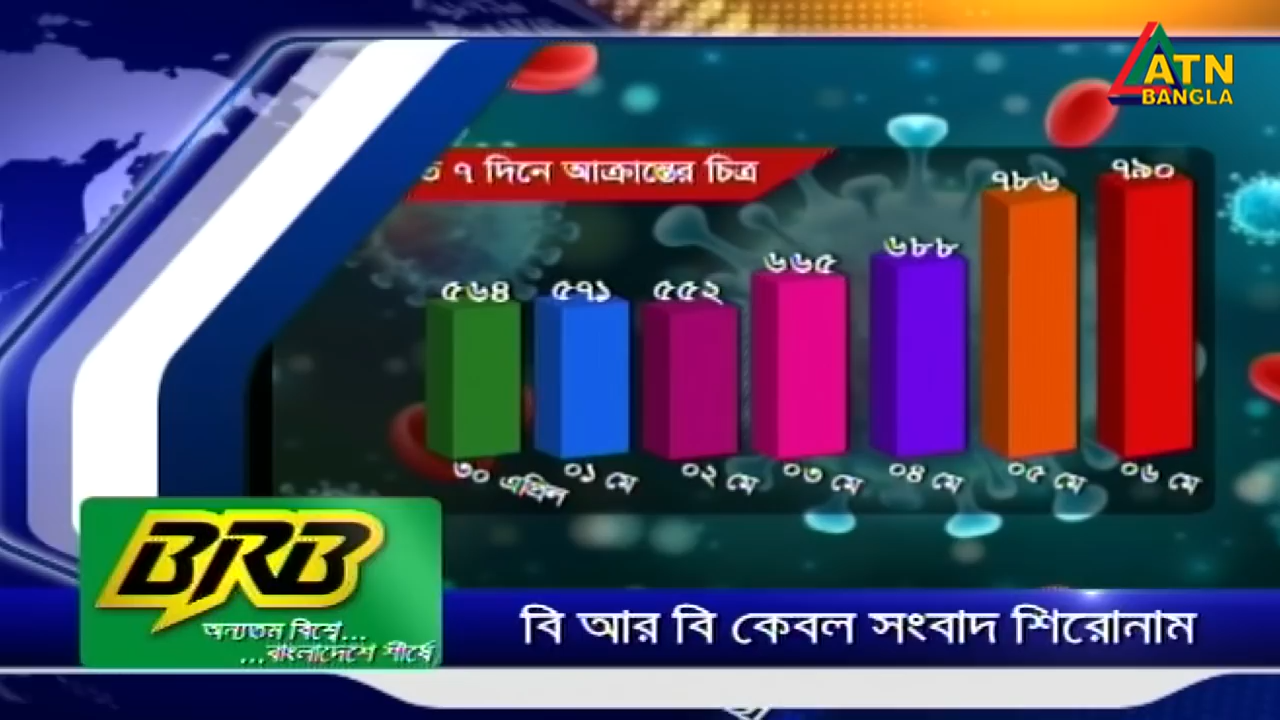 ATN
BANGLA
ত ৭ দিনে আক্রান্তের চিত্র
৫৬৪ ৫৭১ ৫৫২ ৬৬৫ ৬৮৮ ৭৮৬ ৭৯০
৩০ এপ্রিল ০১ মে ০২ মে ০৩ মে ০৪ মে ০৫ মে ০৬ মে
BRB
অন্যতম বিশ্বে...
...বাংলাদেশে শীর্ষে
বি আর বি কেবল সংবাদ শিরোনাম